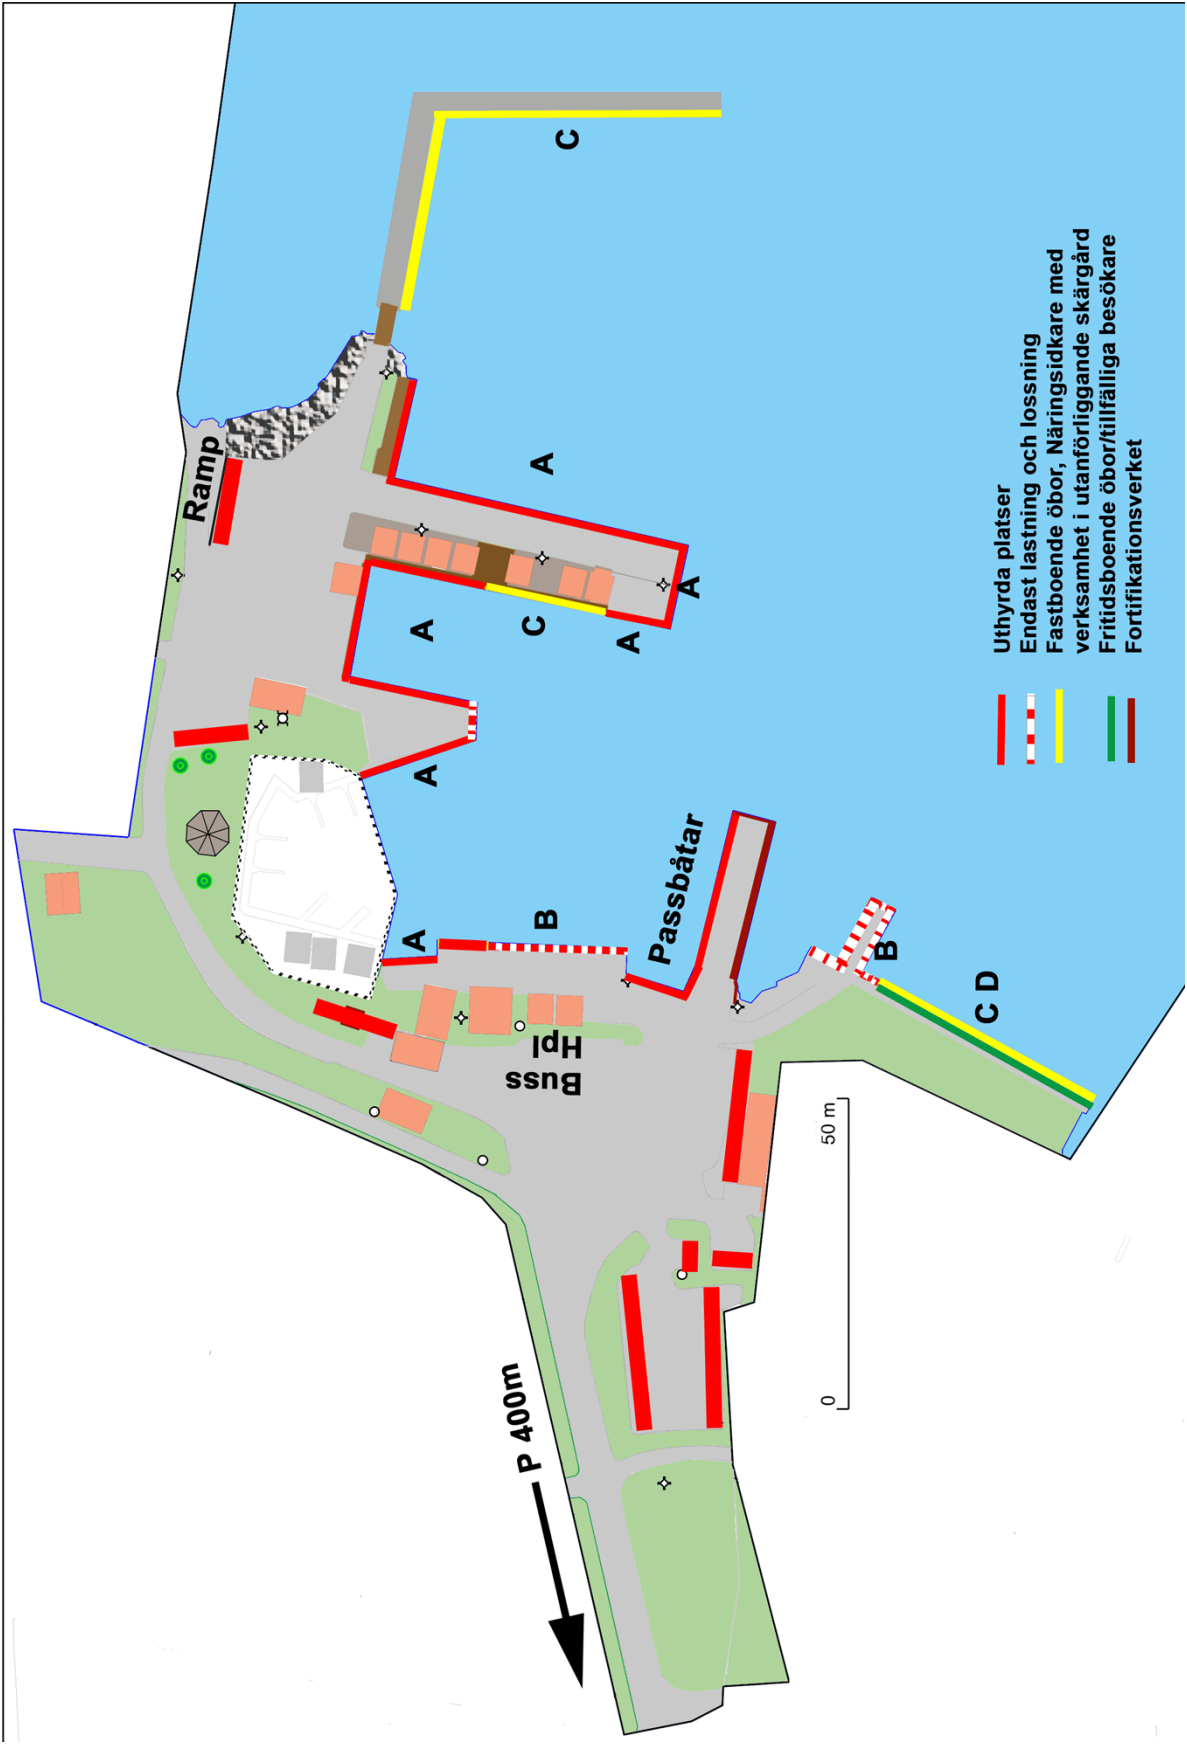 P 400m
Buss
Hpl
Ramp
A
B
Passbåtar
A
A
C
A
A
A
C
B
C D
0
50 m
Uthyrda platser
Endast lastning och lossning
Fastboende öbor, Näringsidkare med
verksamhet i utanförliggande skärgård
Fritidsboende öbor/tillfälliga besökare
Fortifikationsverket